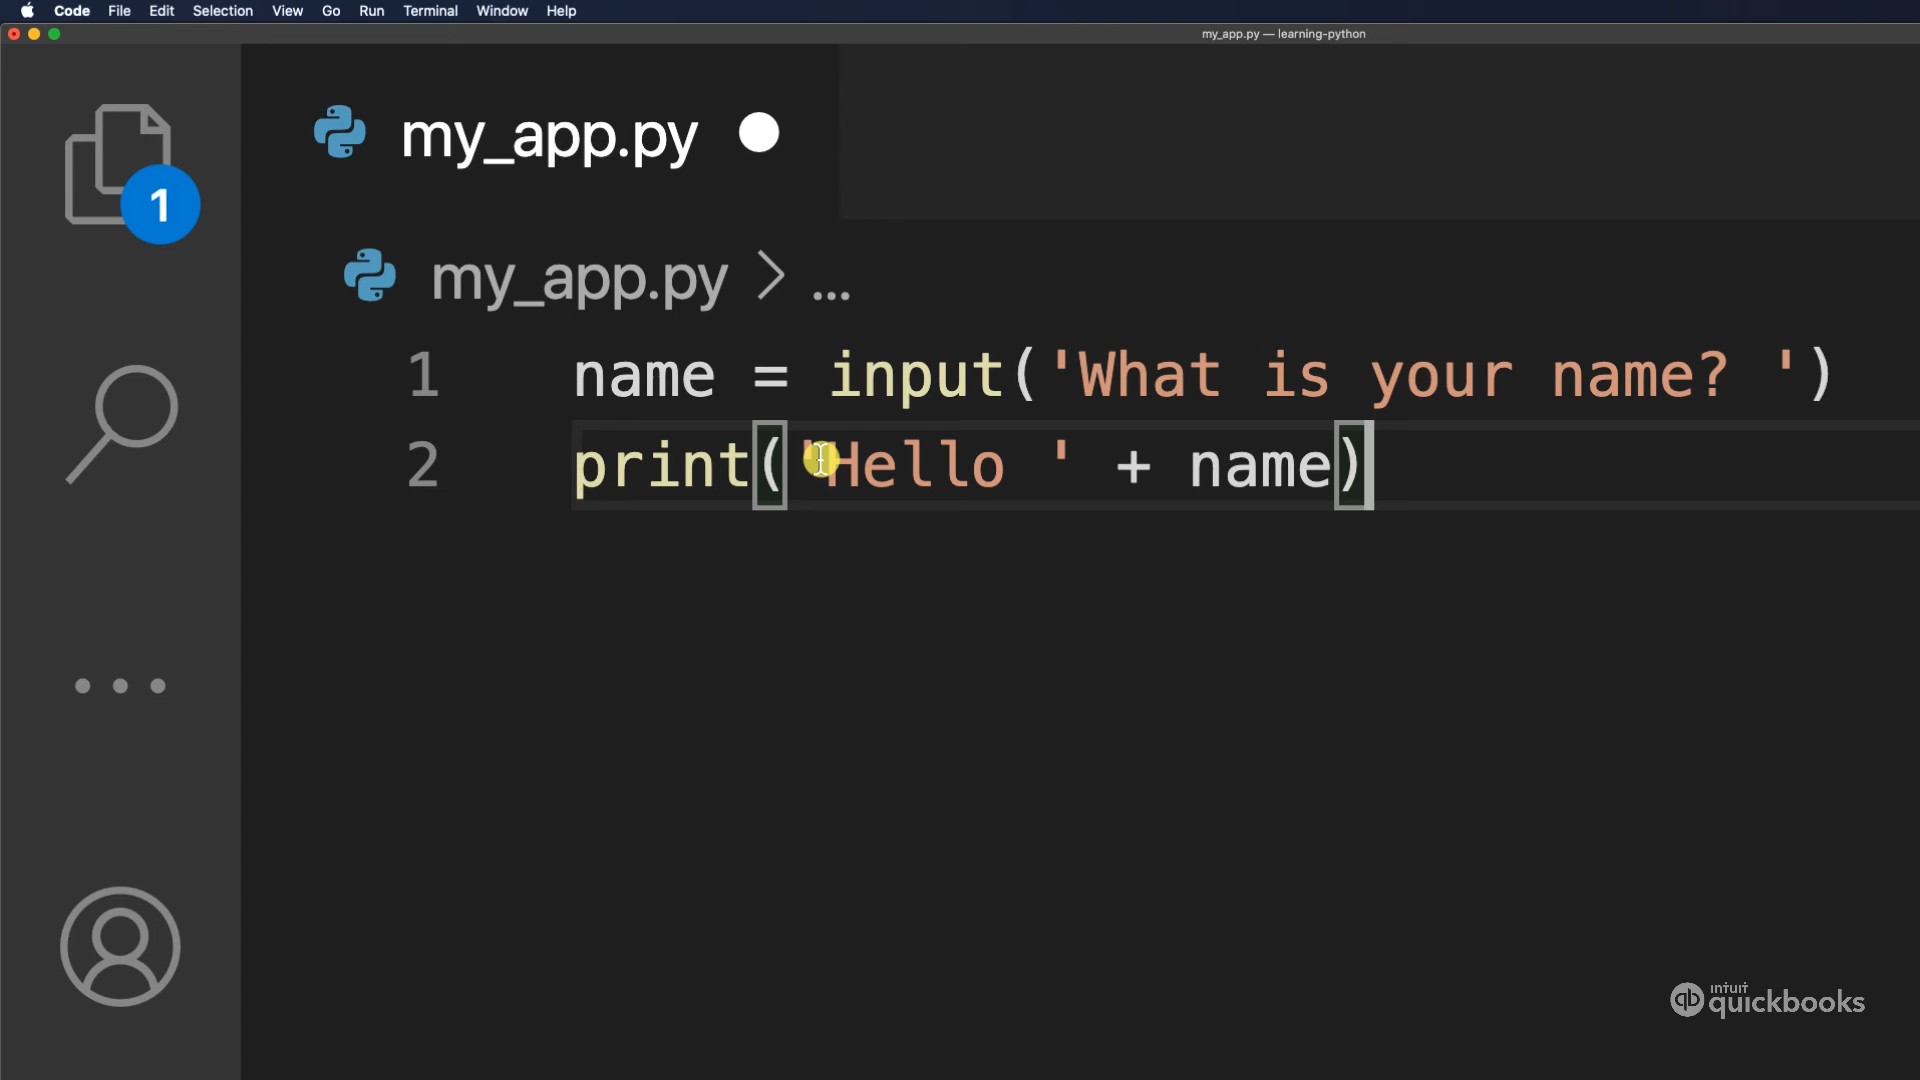 Code File Edit Selection View Go Run Terminal Window Help
my_app.py — learning-python
my_app.py
1
my_app.py > ...
1 name = input('What is your name? ')
2 print('Hello ' + name)
intuit
qb quickbooks